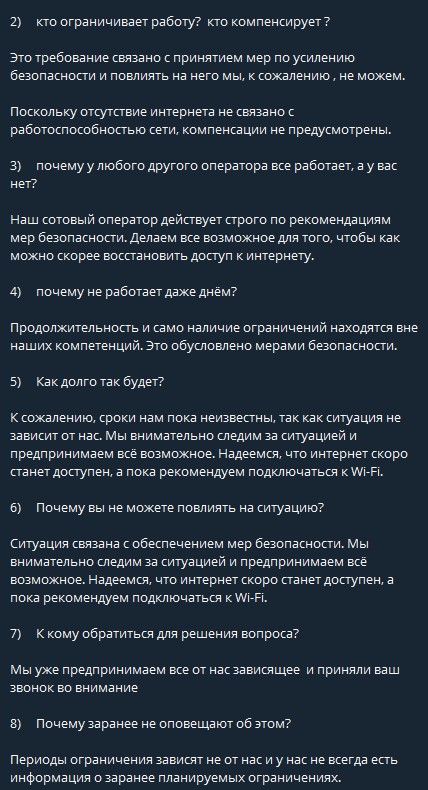 2) кто ограничивает работу? кто компенсирует ?
Это требование связано с принятием мер по усилению
безопасности и повлиять на него мы, к сожалению , не можем.
Поскольку отсутствие интернета не связано с
работоспособностью сети, компенсации не предусмотрены.
3) почему у любого другого оператора все работает, а у вас
нет?
Наш сотовый оператор действует строго по рекомендациям
мер безопасности. Делаем все возможное для того, чтобы как
можно скорее восстановить доступ к интернету.
4) почему не работает даже днём?
Продолжительность и само наличие ограничений находятся вне
наших компетенций. Это обусловлено мерами безопасности.
5) Как долго так будет?
К сожалению, сроки нам пока неизвестны, так как ситуация не
зависит от нас. Мы внимательно следим за ситуацией и
предпринимаем всё возможное. Надеемся, что интернет скоро
станет доступен, а пока рекомендуем подключаться к Wi-Fi.
6) Почему вы не можете повлиять на ситуацию?
Ситуация связана с обеспечением мер безопасности. Мы
внимательно следим за ситуацией и предпринимаем всё
возможное. Надеемся, что интернет скоро станет доступен, а
пока рекомендуем подключаться к Wi-Fi.
7) К кому обратиться для решения вопроса?
Мы уже предпринимаем все от нас зависящее и приняли ваш
звонок во внимание
8) Почему заранее не оповещают об этом?
Периоды ограничения зависят не от нас и у нас не всегда есть
информация о заранее планируемых ограничениях.